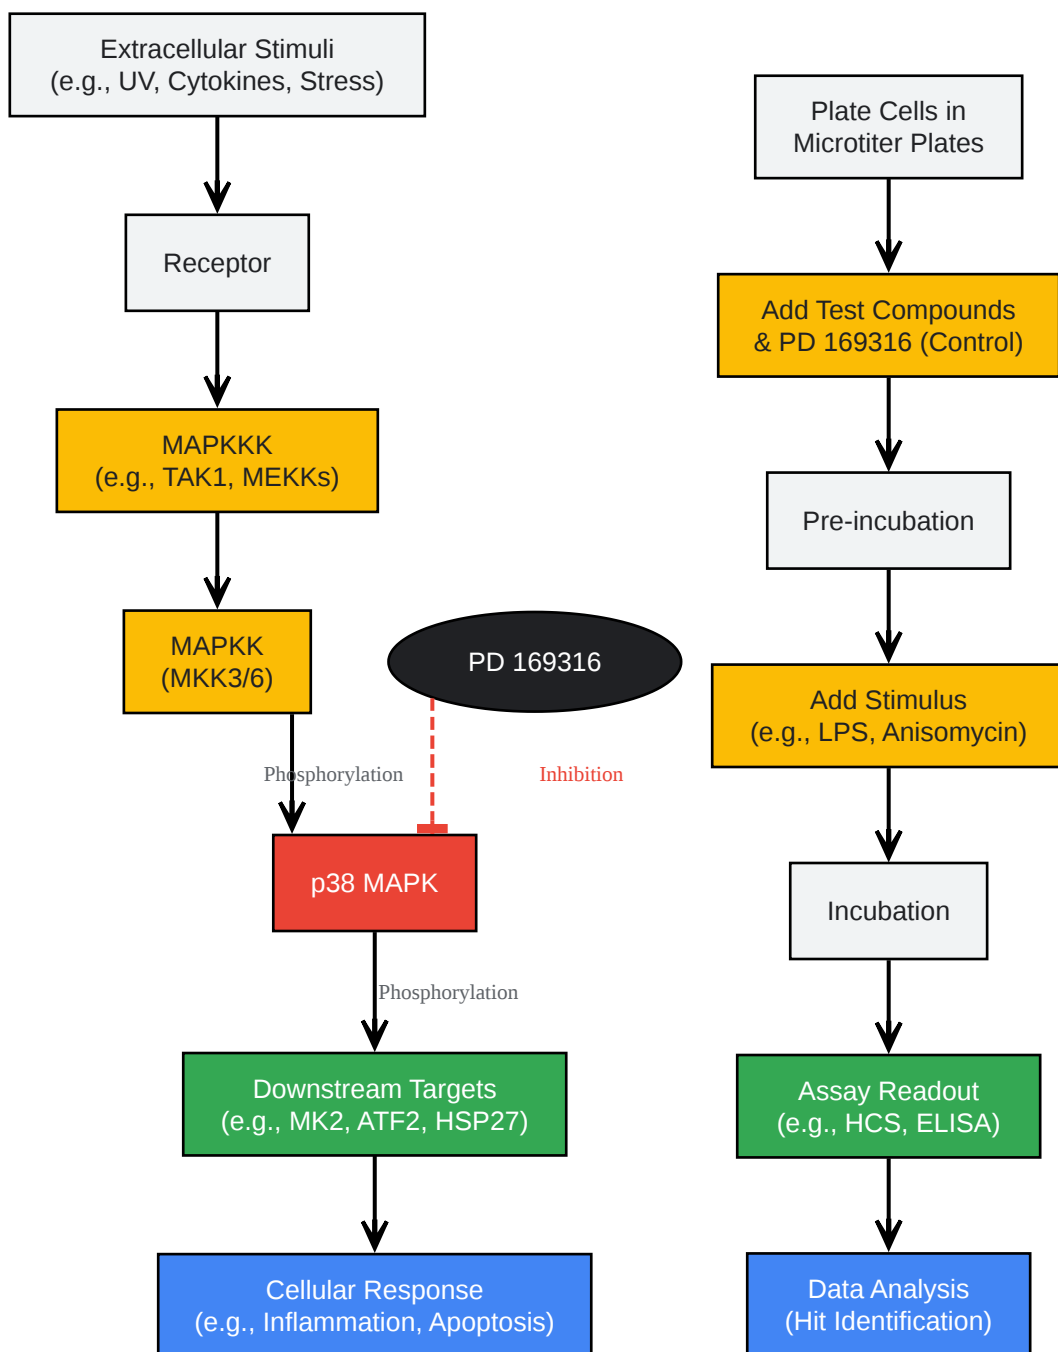 Extracellular Stimuli
(e.g., UV, Cytokines, Stress)
Receptor
MAPKKK
(e.g., TAK1, MEKKs)
MAPKK
(MKK3/6)
PD 169316
Phosphorylation
Inhibition
p38 MAPK
Phosphorylation
Downstream Targets
(e.g., MK2, ATF2, HSP27)
Cellular Response
(e.g., Inflammation, Apoptosis)
Plate Cells in
Microtiter Plates
Add Test Compounds
& PD 169316 (Control)
Pre-incubation
Add Stimulus
(e.g., LPS, Anisomycin)
Incubation
Assay Readout
(e.g., HCS, ELISA)
Data Analysis
(Hit Identification)